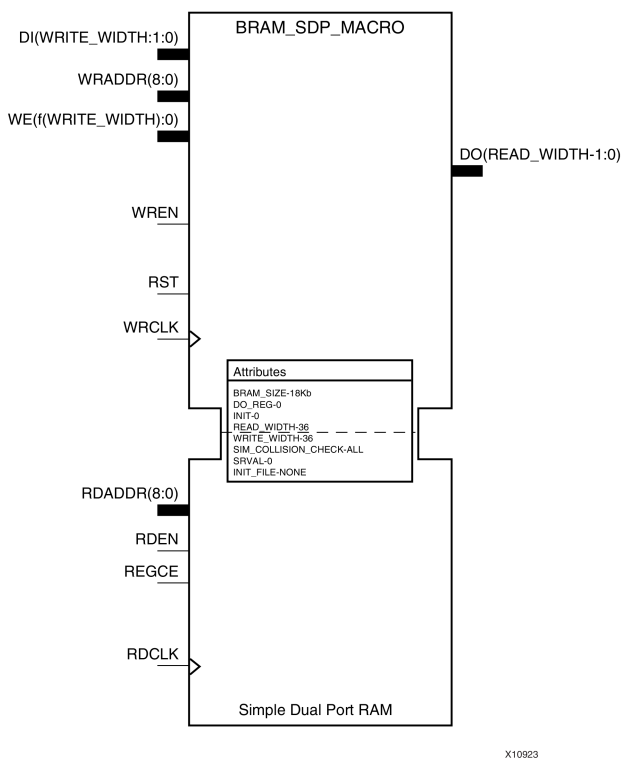 BRAM_SDP_MACRO
DI(WRITE_WIDTH:1:0)
WRADDR(8:0)
WE(f(WRITE_WIDTH):0)
DO(READ_WIDTH-1:0)
WREN
RST
WRCLK
Attributes
BRAM_SIZE-18Kb
DO_REG-0
INIT-0
READ_WIDTH-36
WRITE_WIDTH-36
SIM_COLLISION_CHECK-ALL
SRVAL-0
INIT_FILE-NONE
RDADDR(8:0)
RDEN
REGCE
RDCLK
Simple Dual Port RAM
X10923